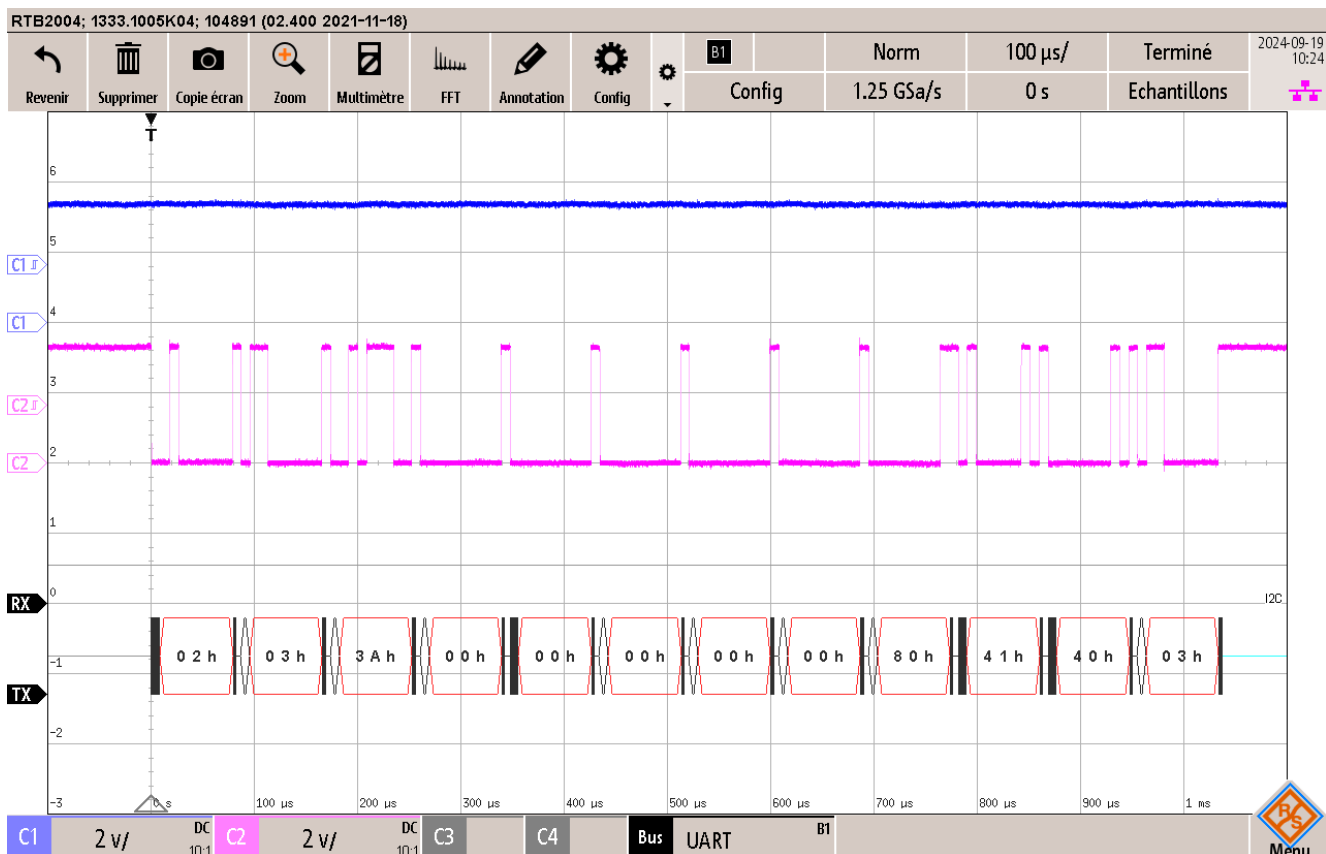 RTB2004; 1333.1005K04; 104891 (02.400 2021-11-18)
Revenir Supprimer Copie écran Zoom Multimètre FFT Annotation Config
B1 Norm 100 µs/ Terminé
Config 1.25 GSa/s 0 s Echantillons
2024-09-19
10:24
T
6
5
C1
4
C1
3
C2
2
C2
1
0
RX
I2C
02h 03h 3Ah 00h 00h 00h 00h 00h 80h 41h 40h 03h
-1
TX
-2
-3 0 s 100 µs 200 µs 300 µs 400 µs 500 µs 600 µs 700 µs 800 µs 900 µs 1 ms
C1 2 V/ DC 10:1 C2 2 V/ DC 10:1 C3 C4 Bus UART B1
R&S
Menu